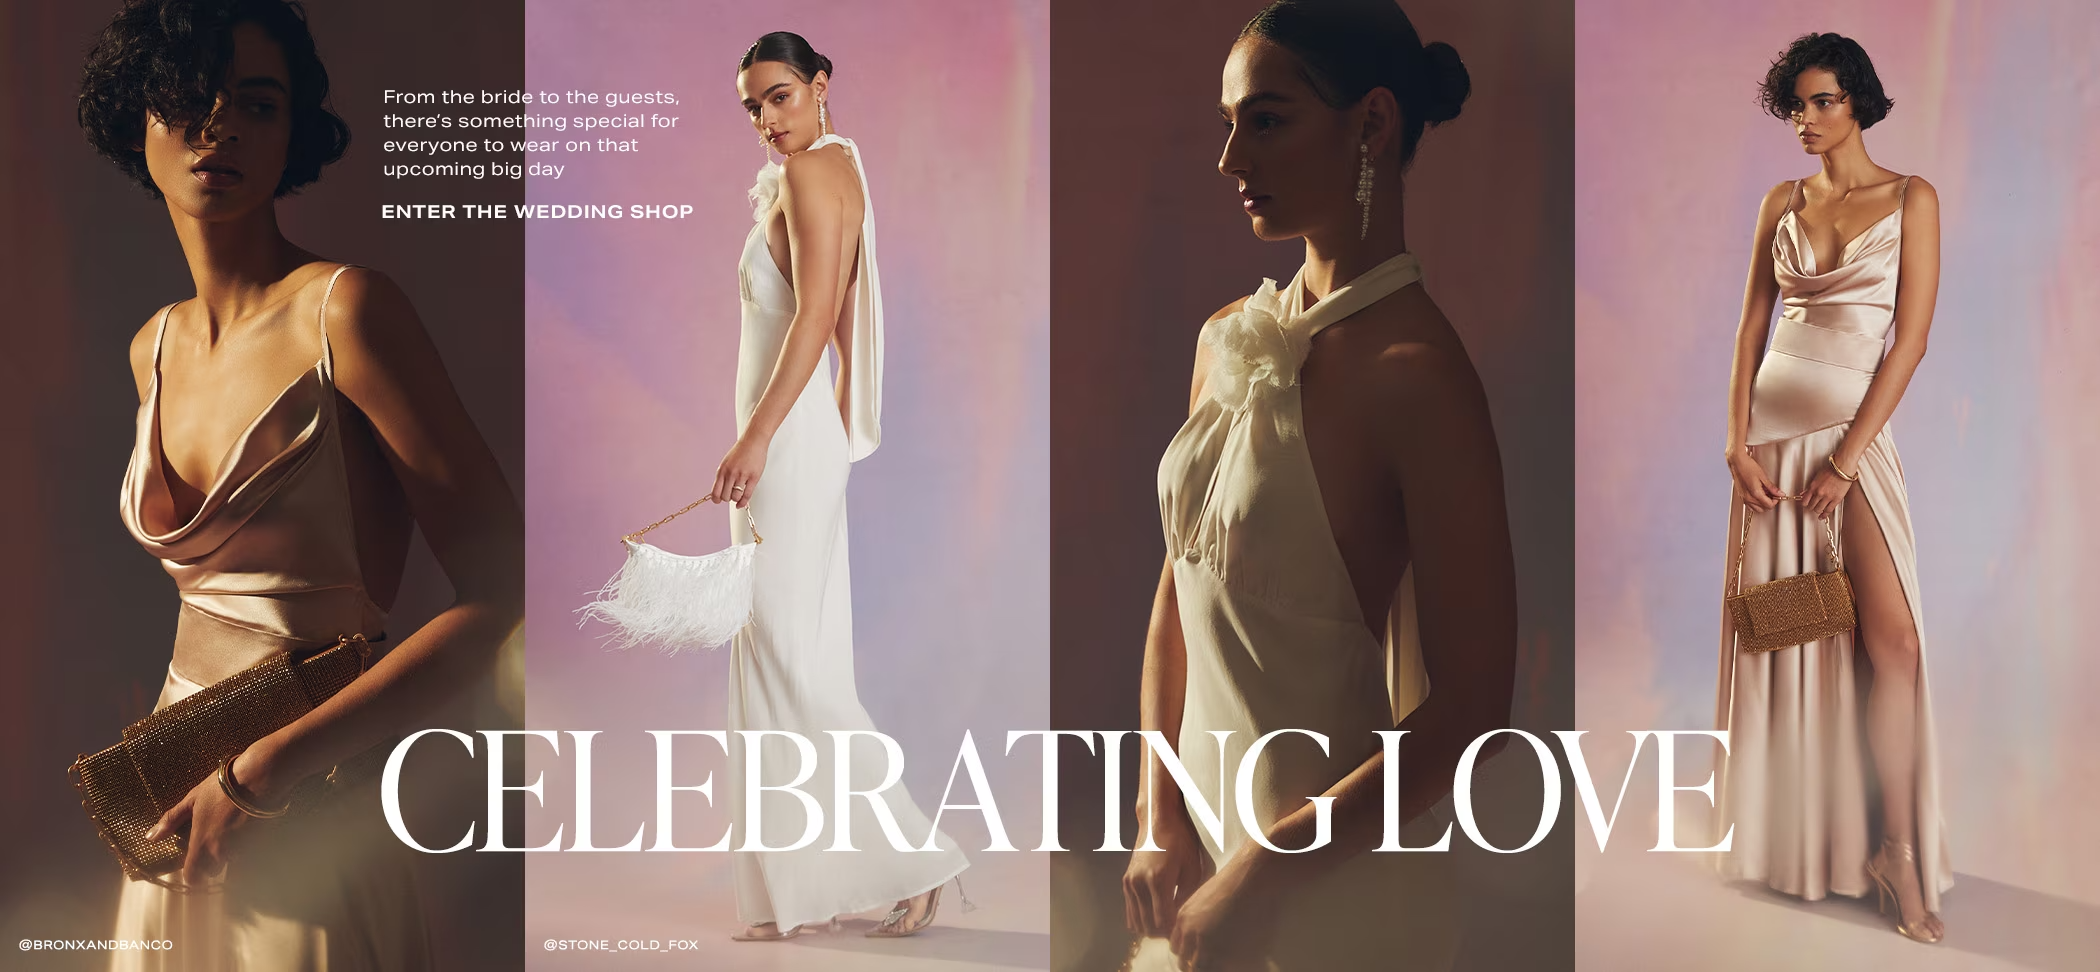 From the bride to the guests,
there's something special for
everyone to wear on that
upcoming big day
ENTER THE WEDDING SHOP
CELEBRATING LOVE
@BRONXANDBANCO
@STONE_COLD_FOX